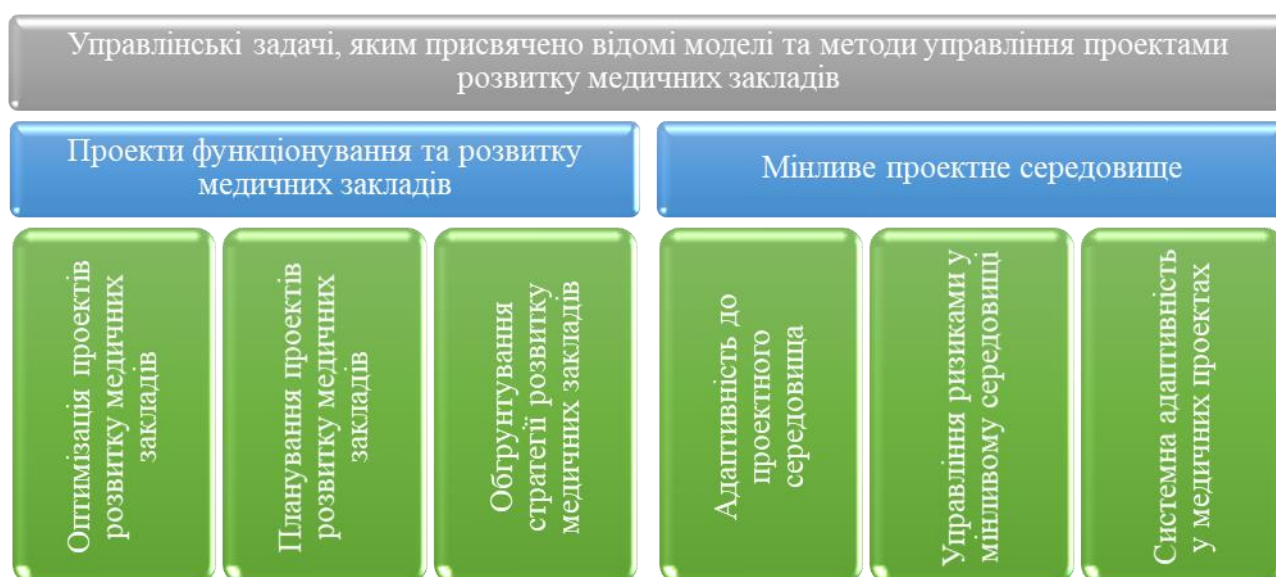 Управлінські задачі, яким присвячено відомі моделі та методи управління проектами
розвитку медичних закладів
Проекти функціонування та розвитку
медичних закладів
Мінливе проектне середовище
Оптимізація проектів
розвитку медичних
закладів
Планування проектів
розвитку медичних
закладів
Обґрунтування
стратегії розвитку
медичних закладів
Адаптивність до
проектного
середовища
Управління ризиками у
мінливому середовищі
Системна адаптивність
у медичних проектах